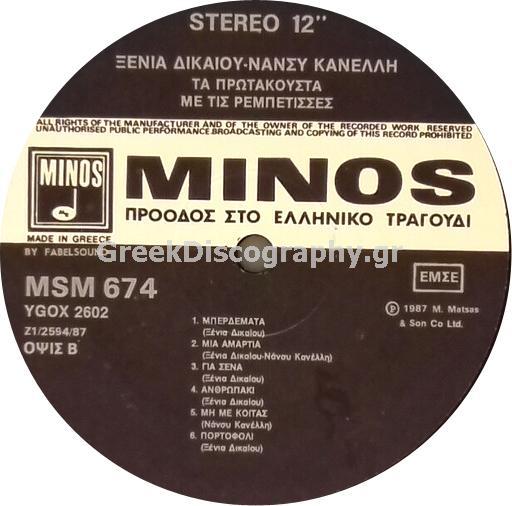 STEREO 12''
ΞΕΝΙΑ ΔΙΚΑΙΟΥ-ΝΑΝΣΥ ΚΑΝΕΛΛΗ
ΤΑ ΠΡΩΤΑΚΟΥΣΤΑ
ΜΕ ΤΙΣ ΡΕΜΠΕΤΙΣΣΕΣ
ALL RIGHTS OF THE MANUFACTURER AND OF THE OWNER OF THE RECORDED WORK RESERVED
UNAUTHORISED PUBLIC PERFORMANCE BROADCASTING AND COPYING OF THIS RECORD PROHIBITED
MINOS
MINOS
ΠΡΟΟΔΟΣ ΣΤΟ ΕΛΛΗΝΙΚΟ ΤΡΑΓΟΥΔΙ
MADE IN GREECE
BY FABELSOUND
GreekDiscography.gr
MSM 674
YGOX 2602
Z1/2594/87
ΟΨΙΣ Β
ΕΜΣΕ
Ⓟ 1987 M. Matsas
& Son Co Ltd.
1. ΜΠΕΡΔΕΜΑΤΑ
(Ξένια Δικαίου)
2. ΜΙΑ ΑΜΑΡΤΙΑ
(Ξένια Δικαίου-Νάνσυ Κανέλλη)
3. ΓΙΑ ΣΕΝΑ
(Ξένια Δικαίου)
4. ΑΝΘΡΩΠΑΚΙ
(Ξένια Δικαίου)
5. ΜΗ ΜΕ ΚΟΙΤΑΣ
(Νάνσυ Κανέλλη)
6. ΠΟΡΤΟΦΟΛΙ
(Ξένια Δικαίου)